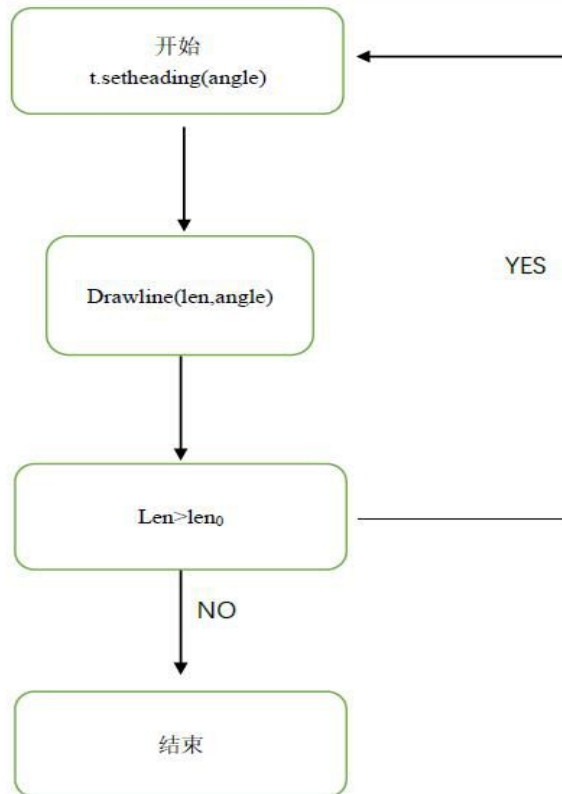 开始
t.setheading(angle)
YES
Drawline(len,angle)
Len>len₀
NO
结束